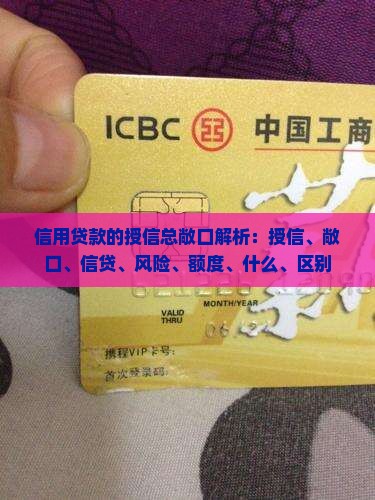 ICBC 中国工商
信用贷款的授信总敞口解析：授信、敞
口、信贷、风险、额度、什么、区别
MONTH/YEAR
VALID
THRU
携程VIP卡号:
首次登录码: